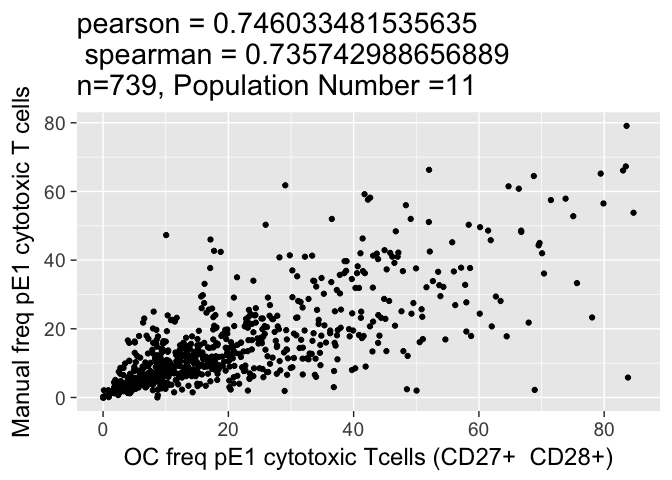 pearson = 0.746033481535635
spearman = 0.735742988656889
n=739, Population Number =11
Manual freq pE1 cytotoxic T cells
80
60
40
20
0
0 20 40 60 80
OC freq pE1 cytotoxic Tcells (CD27+  CD28+)